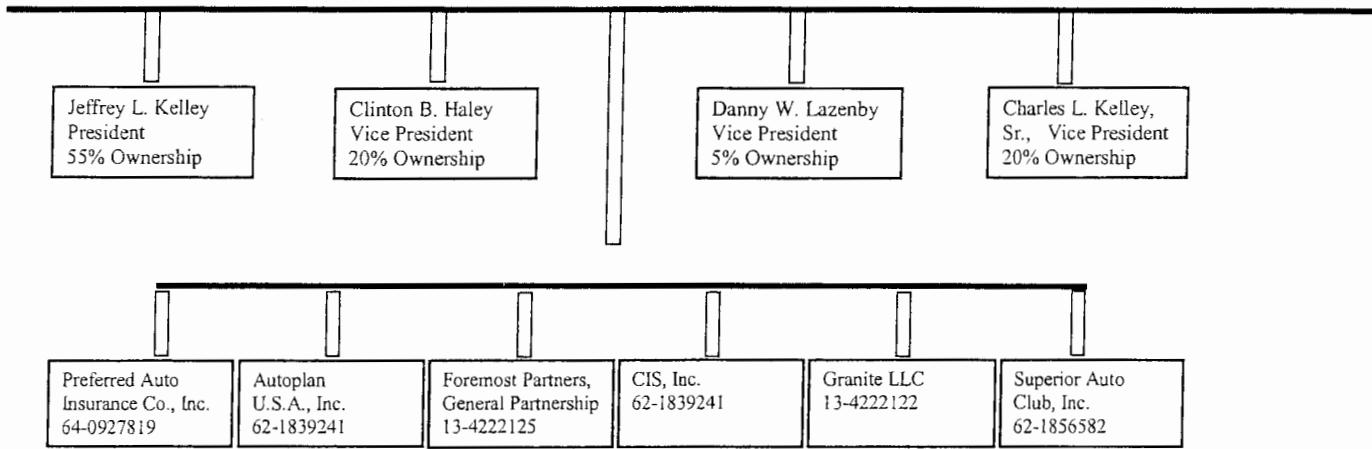 Jeffrey L. Kelley
President
55% Ownership
Clinton B. Haley
Vice President
20% Ownership
Danny W. Lazenby
Vice President
5% Ownership
Charles L. Kelley,
Sr., Vice President
20% Ownership
Preferred Auto
Insurance Co., Inc.
64-0927819
Autoplan
U.S.A., Inc.
62-1839241
Foremost Partners,
General Partnership
13-4222125
CIS, Inc.
62-1839241
Granite LLC
13-4222122
Superior Auto
Club, Inc.
62-1856582